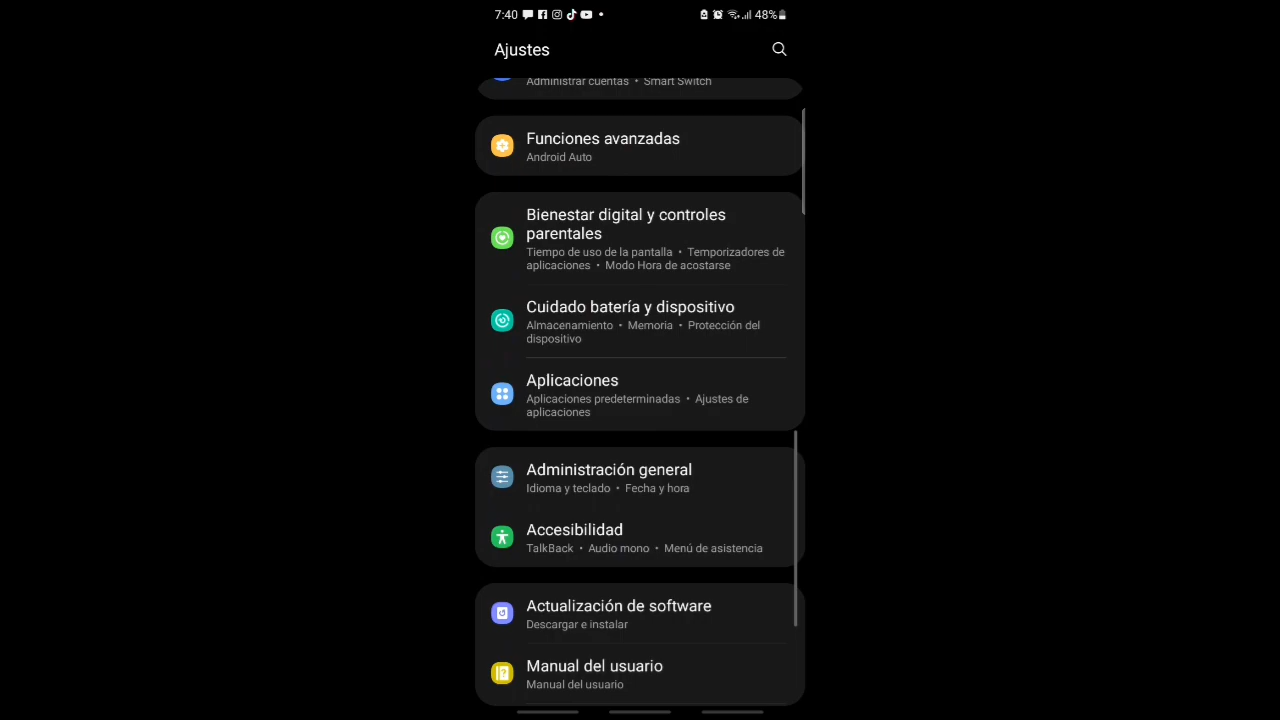 7:40 48%
Ajustes
Administrar cuentas • Smart Switch
Funciones avanzadas
Android Auto
Bienestar digital y controles
parentales
Tiempo de uso de la pantalla • Temporizadores de
aplicaciones • Modo Hora de acostarse
Cuidado batería y dispositivo
Almacenamiento • Memoria • Protección del
dispositivo
Aplicaciones
Aplicaciones predeterminadas • Ajustes de
aplicaciones
Administración general
Idioma y teclado • Fecha y hora
Accesibilidad
TalkBack • Audio mono • Menú de asistencia
Actualización de software
Descargar e instalar
Manual del usuario
Manual del usuario